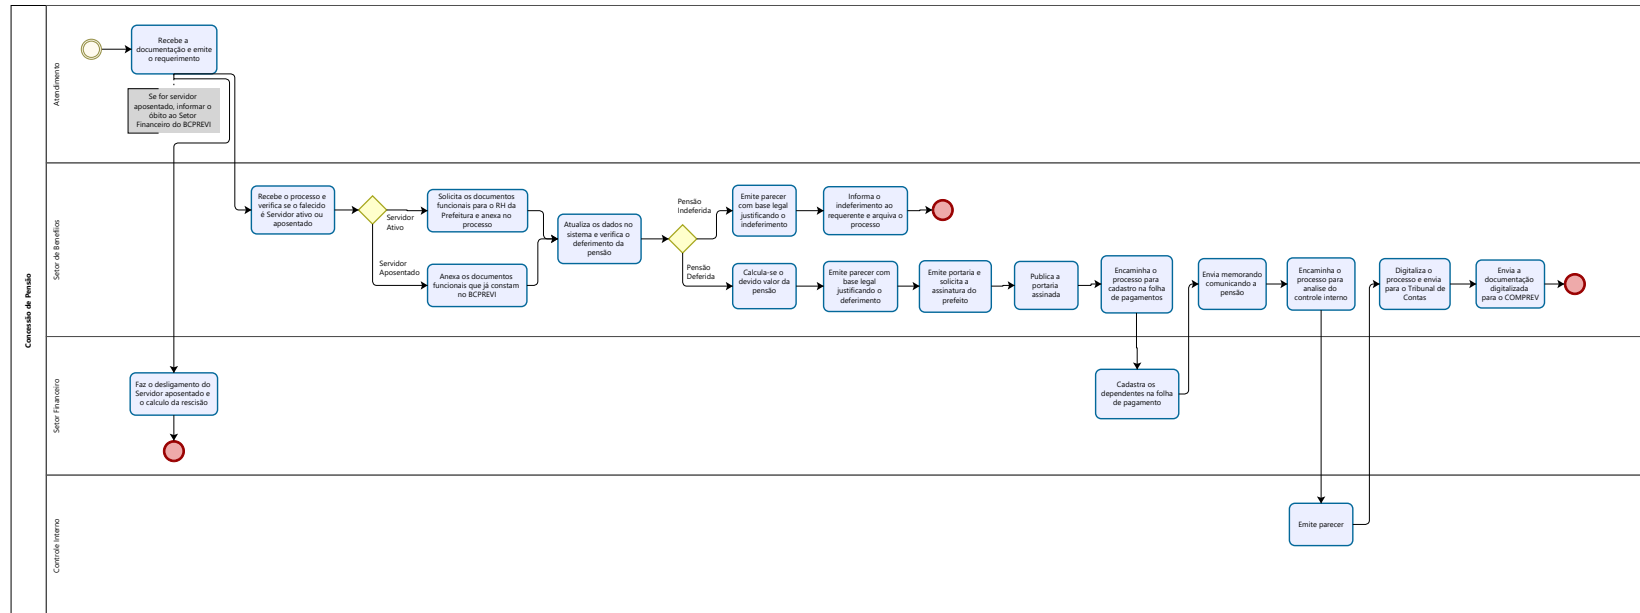 Concessão de Pensão
Atendimento
Recebe a
documentação e emite
o requerimento
Se for servidor
aposentado, informar o
óbito ao Setor
Financeiro do BCPREVI
Setor de Benefíios
Recebe o processo e
verifica se o falecido
é Servidor ativo ou
aposentado
Servidor
Ativo
Servidor
Aposentado
Solicita os documentos
funcionais para o RH da
Prefeitura e anexa no
processo
Anexa os documentos
funcionais que já constam
no BCPREVI
Atualiza os dados no
sistema e verifica o
deferimento da
pensão
Pensão
Indeferida
Pensão
Deferida
Emite parecer
com base legal
justificando o
indeferimento
Informa o
indeferimento ao
requerente e arquiva o
processo
Calcula-se o
devido valor da
pensão
Emite parecer com
base legal
justificando o
deferimento
Emite portaria e
solicita a
assinatura do
prefeito
Publica a
portaria
assinada
Encaminha o
processo para
cadastro na folha
de pagamentos
Envia memorando
comunicando a
pensão
Encaminha o
processo para
analise do
controle interno
Digitaliza o
processo e envia
para o Tribunal de
Contas
Envia a
documentação
digitalizada
para o COMPREV
Setor Financeiro
Faz o desligamento do
Servidor aposentado e
o calculo da rescisão
Cadastra os
dependentes na folha
de pagamento
Controle Interno
Emite parecer